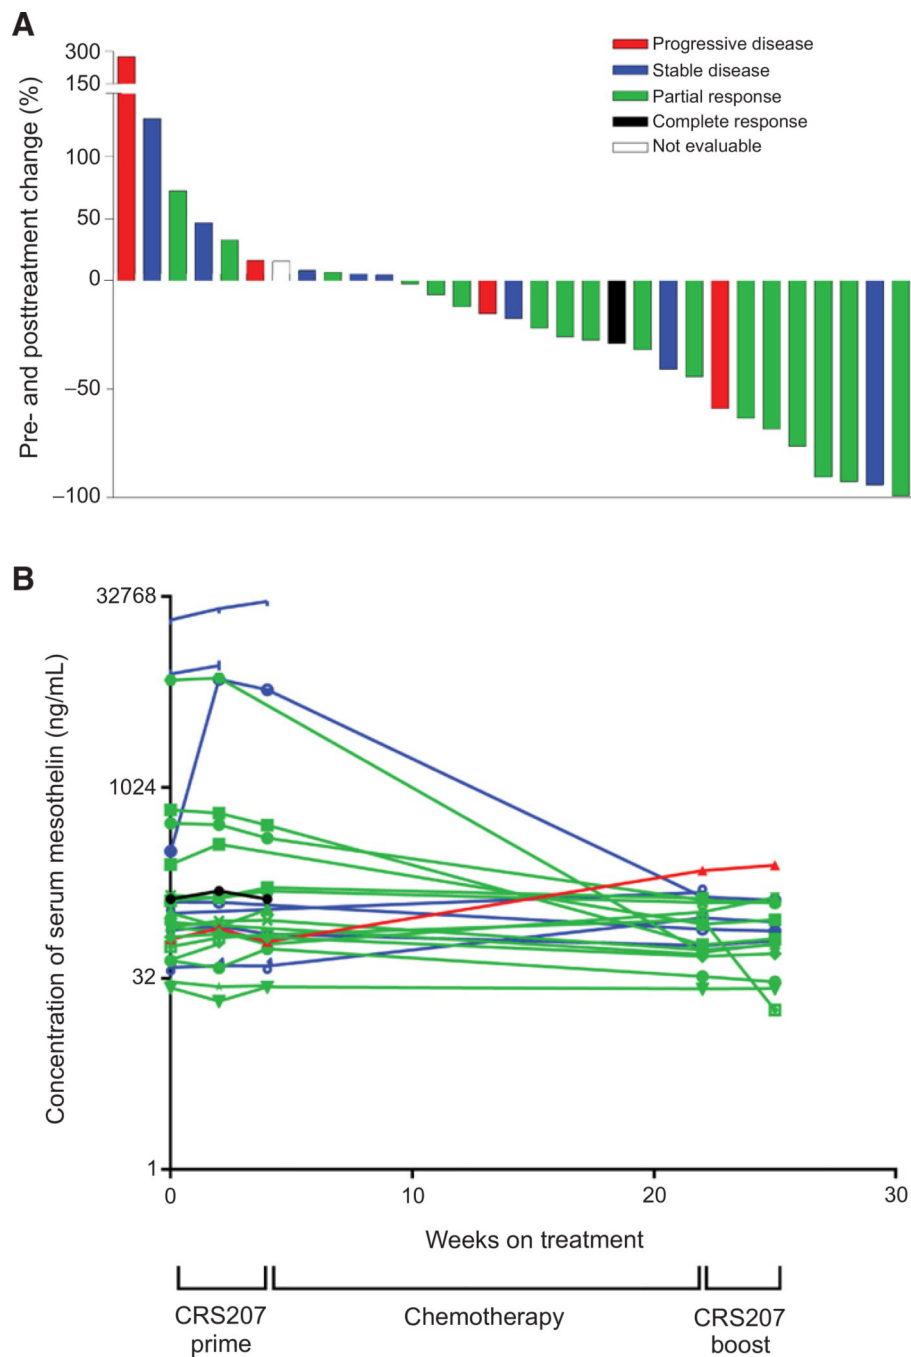 A
Pre- and posttreatment change (%)
300
150
100
50
0
–50
–100
Progressive disease
Stable disease
Partial response
Complete response
Not evaluable
B
Concentration of serum mesothelin (ng/mL)
32768
1024
32
1
0
10
20
30
Weeks on treatment
CRS207
prime
Chemotherapy
CRS207
boost